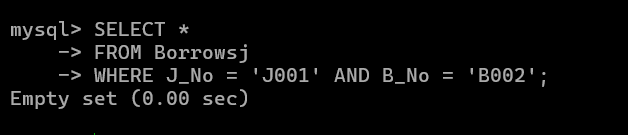 mysql> SELECT *
    -> FROM Borrowsj
    -> WHERE J_No = 'J001' AND B_No = 'B002';
Empty set (0.00 sec)